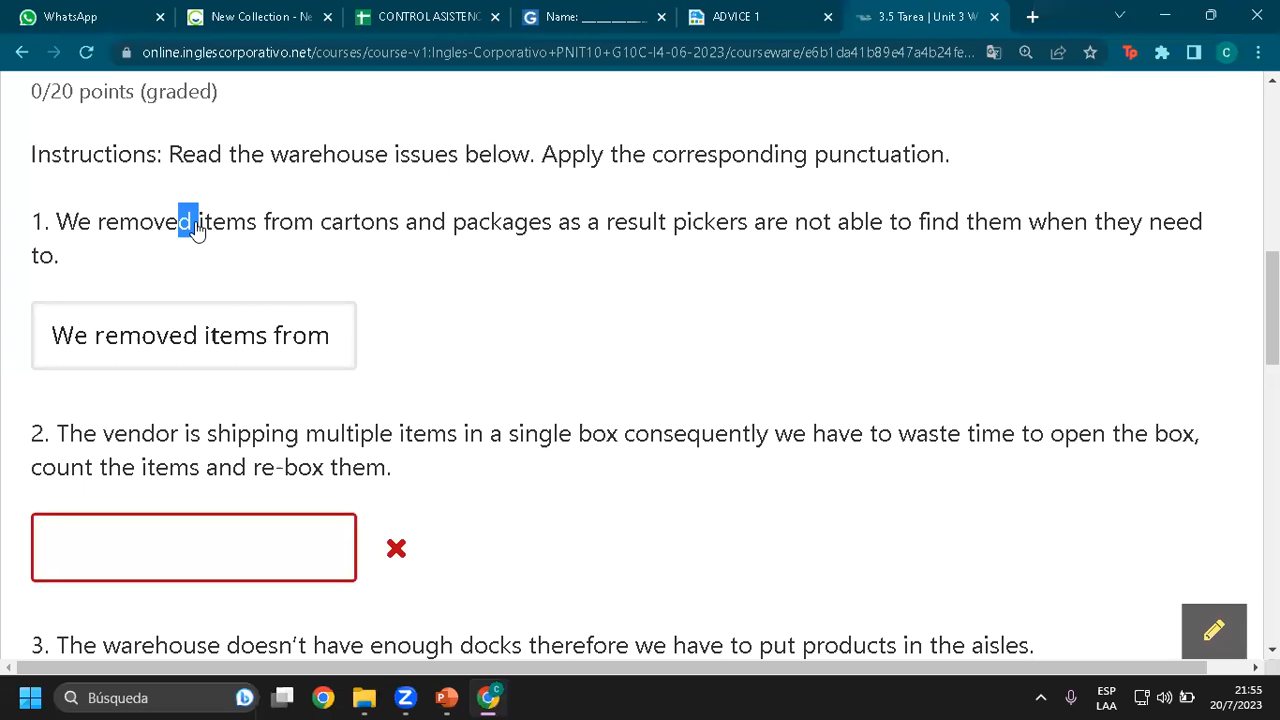 WhatsApp
New Collection - Ne
CONTROL ASISTENC
Name: ___________
ADVICE 1
3.5 Tarea | Unit 3 W
online.inglescorporativo.net/courses/course-v1:Ingles-Corporativo+PNIT10+G10C-I4-06-2023/courseware/e6b1da41b89e47a4b24fe...
0/20 points (graded)
Instructions: Read the warehouse issues below. Apply the corresponding punctuation.
1. We removed items from cartons and packages as a result pickers are not able to find them when they need
to.
We removed items from
2. The vendor is shipping multiple items in a single box consequently we have to waste time to open the box,
count the items and re-box them.
3. The warehouse doesn't have enough docks therefore we have to put products in the aisles.
Búsqueda
ESP
LAA
21:55
20/7/2023